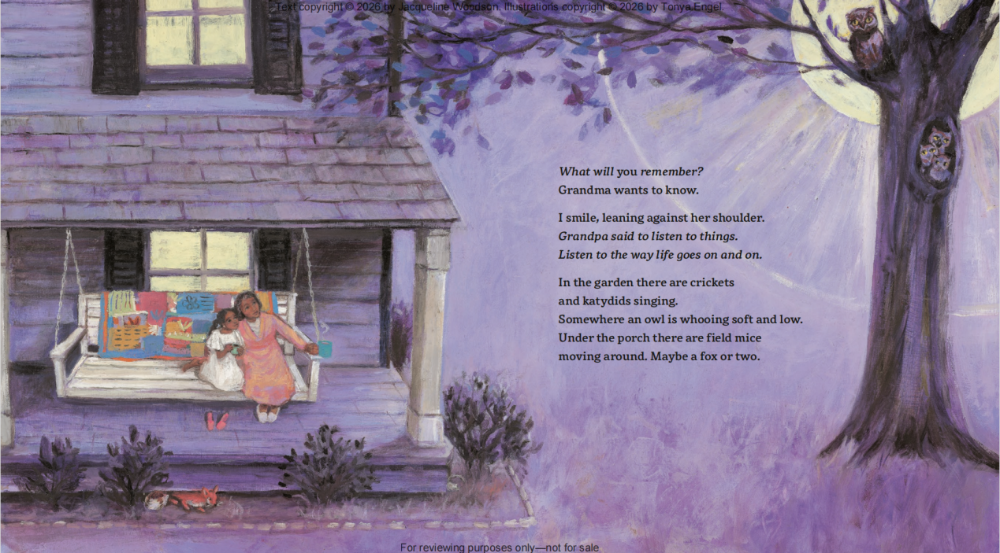 Text copyright © 2026 by Jacqueline Woodson. Illustrations copyright © 2026 by Tonya Engel.
What will you remember?
Grandma wants to know.
I smile, leaning against her shoulder.
Grandpa said to listen to things.
Listen to the way life goes on and on.
In the garden there are crickets
and katydids singing.
Somewhere an owl is whooing soft and low.
Under the porch there are field mice
moving around. Maybe a fox or two.
For reviewing purposes only—not for sale